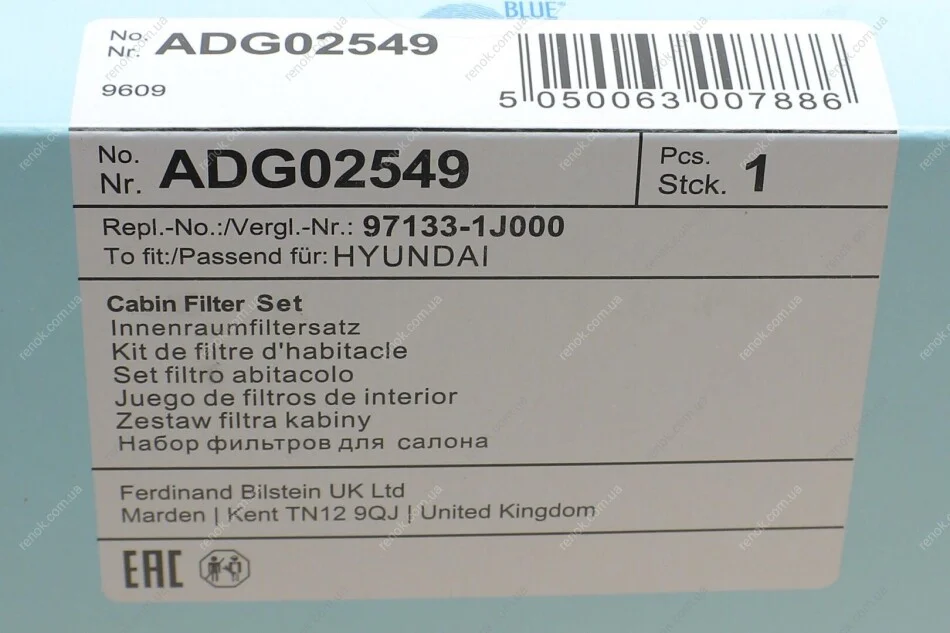 BLUE
No.
Nr. ADG02549
9609
5 050063 007886
No.
Nr. ADG02549
Pcs.
Stck. 1
Repl.-No.:/Vergl.-Nr.: 97133-1J000
To fit:/Passend für: HYUNDAI
Cabin Filter Set
Innenraumfiltersatz
Kit de filtre d'habitacle
Set filtro abitacolo
Juego de filtros de interior
Zestaw filtra kabiny
Набор фильтров для салона
Ferdinand Bilstein UK Ltd
Marden | Kent TN12 9QJ | United Kingdom
EAC
renok.com.ua